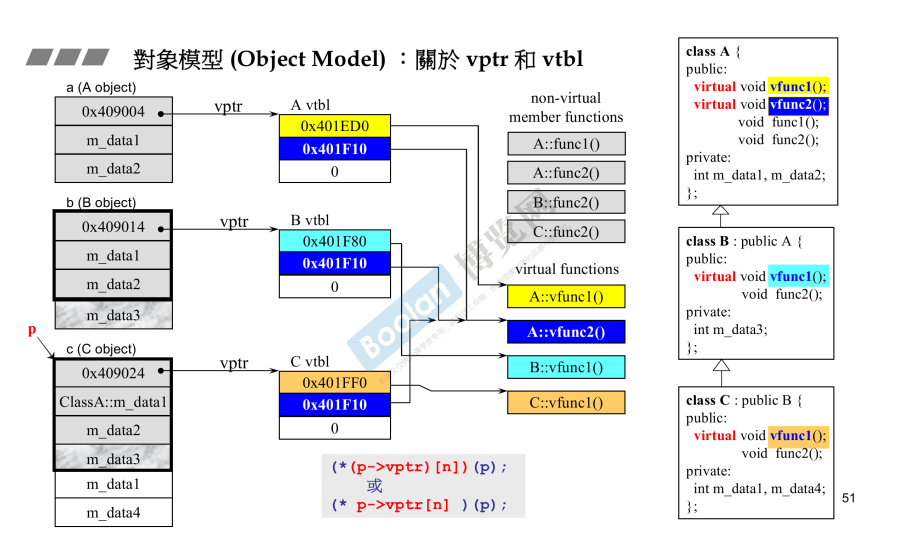 對象模型 (Object Model) ：關於 vptr 和 vtbl
a (A object)
0x409004
m_data1
m_data2
vptr
A vtbl
0x401ED0
0x401F10
0
b (B object)
0x409014
m_data1
m_data2
m_data3
vptr
B vtbl
0x401F80
0x401F10
0
p
c (C object)
0x409024
ClassA::m_data1
m_data2
m_data3
m_data1
m_data4
vptr
C vtbl
0x401FF0
0x401F10
0
non-virtual
member functions
A::func1()
A::func2()
B::func2()
C::func2()
virtual functions
A::vfunc1()
A::vfunc2()
B::vfunc1()
C::vfunc1()
(*(p->vptr)[n])(p);
或
(* p->vptr[n] )(p);
class A {
public:
virtual void vfunc1();
virtual void vfunc2();
void func1();
void func2();
private:
int m_data1, m_data2;
};
class B : public A {
public:
virtual void vfunc1();
void func2();
private:
int m_data3;
};
class C : public B {
public:
virtual void vfunc1();
void func2();
private:
int m_data1, m_data4;
};
51
Boolan
博览网